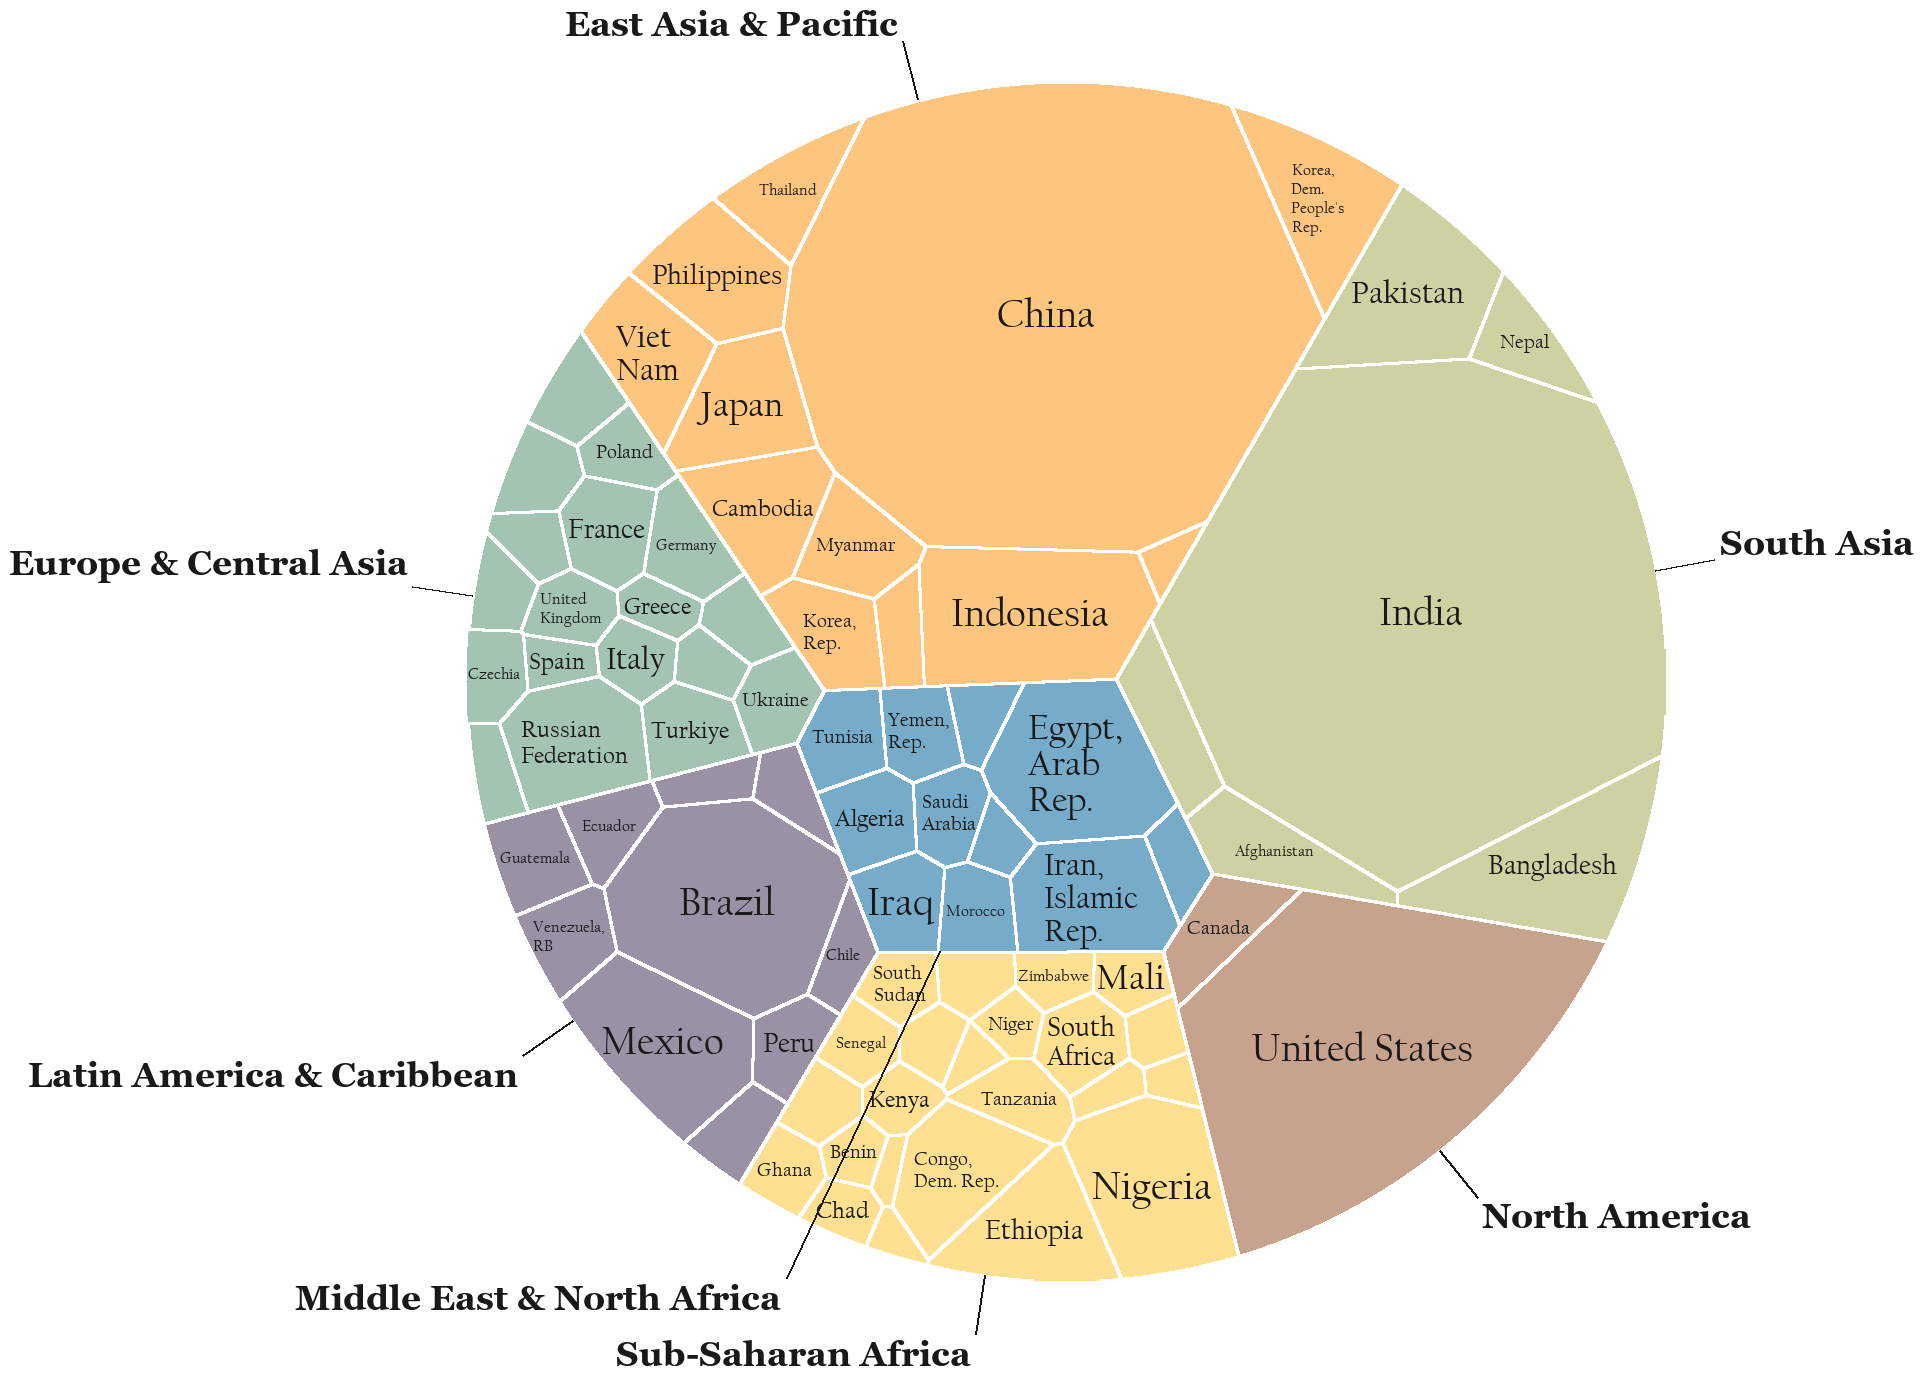 East Asia & Pacific
Thailand
Korea,
Dem.
People's
Rep.
Philippines
China
Pakistan
Viet
Nam
Nepal
Japan
Poland
Cambodia
France
Germany
Myanmar
South Asia
Europe & Central Asia
United
Kingdom
Greece
Korea,
Rep.
Indonesia
India
Czechia
Spain
Italy
Ukraine
Russian
Federation
Turkiye
Tunisia
Yemen,
Rep.
Egypt,
Arab
Rep.
Algeria
Saudi
Arabia
Ecuador
Guatemala
Afghanistan
Bangladesh
Iran,
Islamic
Rep.
Brazil
Iraq
Morocco
Venezuela,
RB
Canada
Chile
South
Sudan
Zimbabwe
Mali
Mexico
Peru
Senegal
Niger
South
Africa
United States
Latin America & Caribbean
Kenya
Tanzania
Benin
Ghana
Congo,
Dem. Rep.
Nigeria
Chad
Ethiopia
North America
Middle East & North Africa
Sub-Saharan Africa